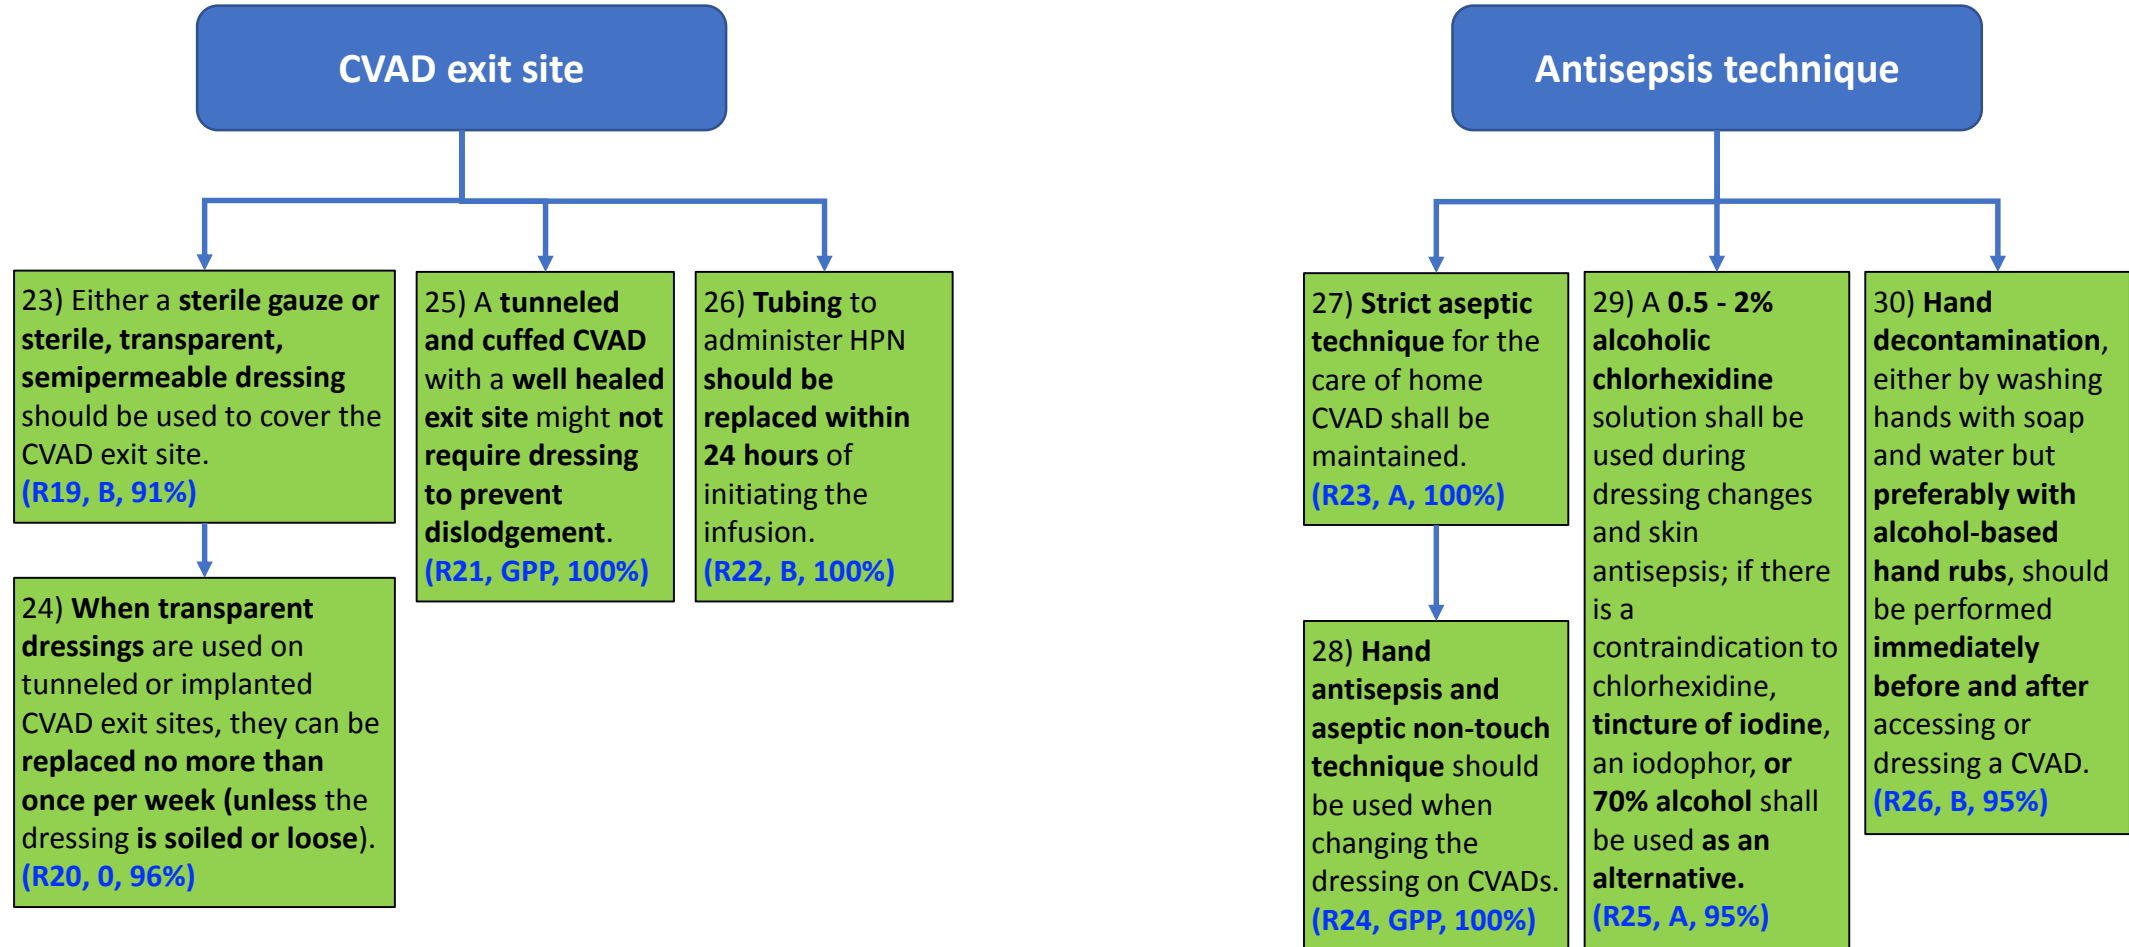 CVAD exit site
23) Either a sterile gauze or
sterile, transparent,
semipermeable dressing
should be used to cover the
CVAD exit site.
(R19, B, 91%)
24) When transparent
dressings are used on
tunneled or implanted
CVAD exit sites, they can be
replaced no more than
once per week (unless the
dressing is soiled or loose).
(R20, 0, 96%)
25) A tunneled
and cuffed CVAD
with a well healed
exit site might not
require dressing
to prevent
dislodgement.
(R21, GPP, 100%)
26) Tubing to
administer HPN
should be
replaced within
24 hours of
initiating the
infusion.
(R22, B, 100%)
Antisepsis technique
27) Strict aseptic
technique for the
care of home
CVAD shall be
maintained.
(R23, A, 100%)
28) Hand
antisepsis and
aseptic non-touch
technique should
be used when
changing the
dressing on CVADs.
(R24, GPP, 100%)
29) A 0.5 - 2%
alcoholic
chlorhexidine
solution shall be
used during
dressing changes
and skin
antisepsis; if there
is a
contraindication to
chlorhexidine,
tincture of iodine,
an iodophor, or
70% alcohol shall
be used as an
alternative.
(R25, A, 95%)
30) Hand
decontamination,
either by washing
hands with soap
and water but
preferably with
alcohol-based
hand rubs, should
be performed
immediately
before and after
accessing or
dressing a CVAD.
(R26, B, 95%)